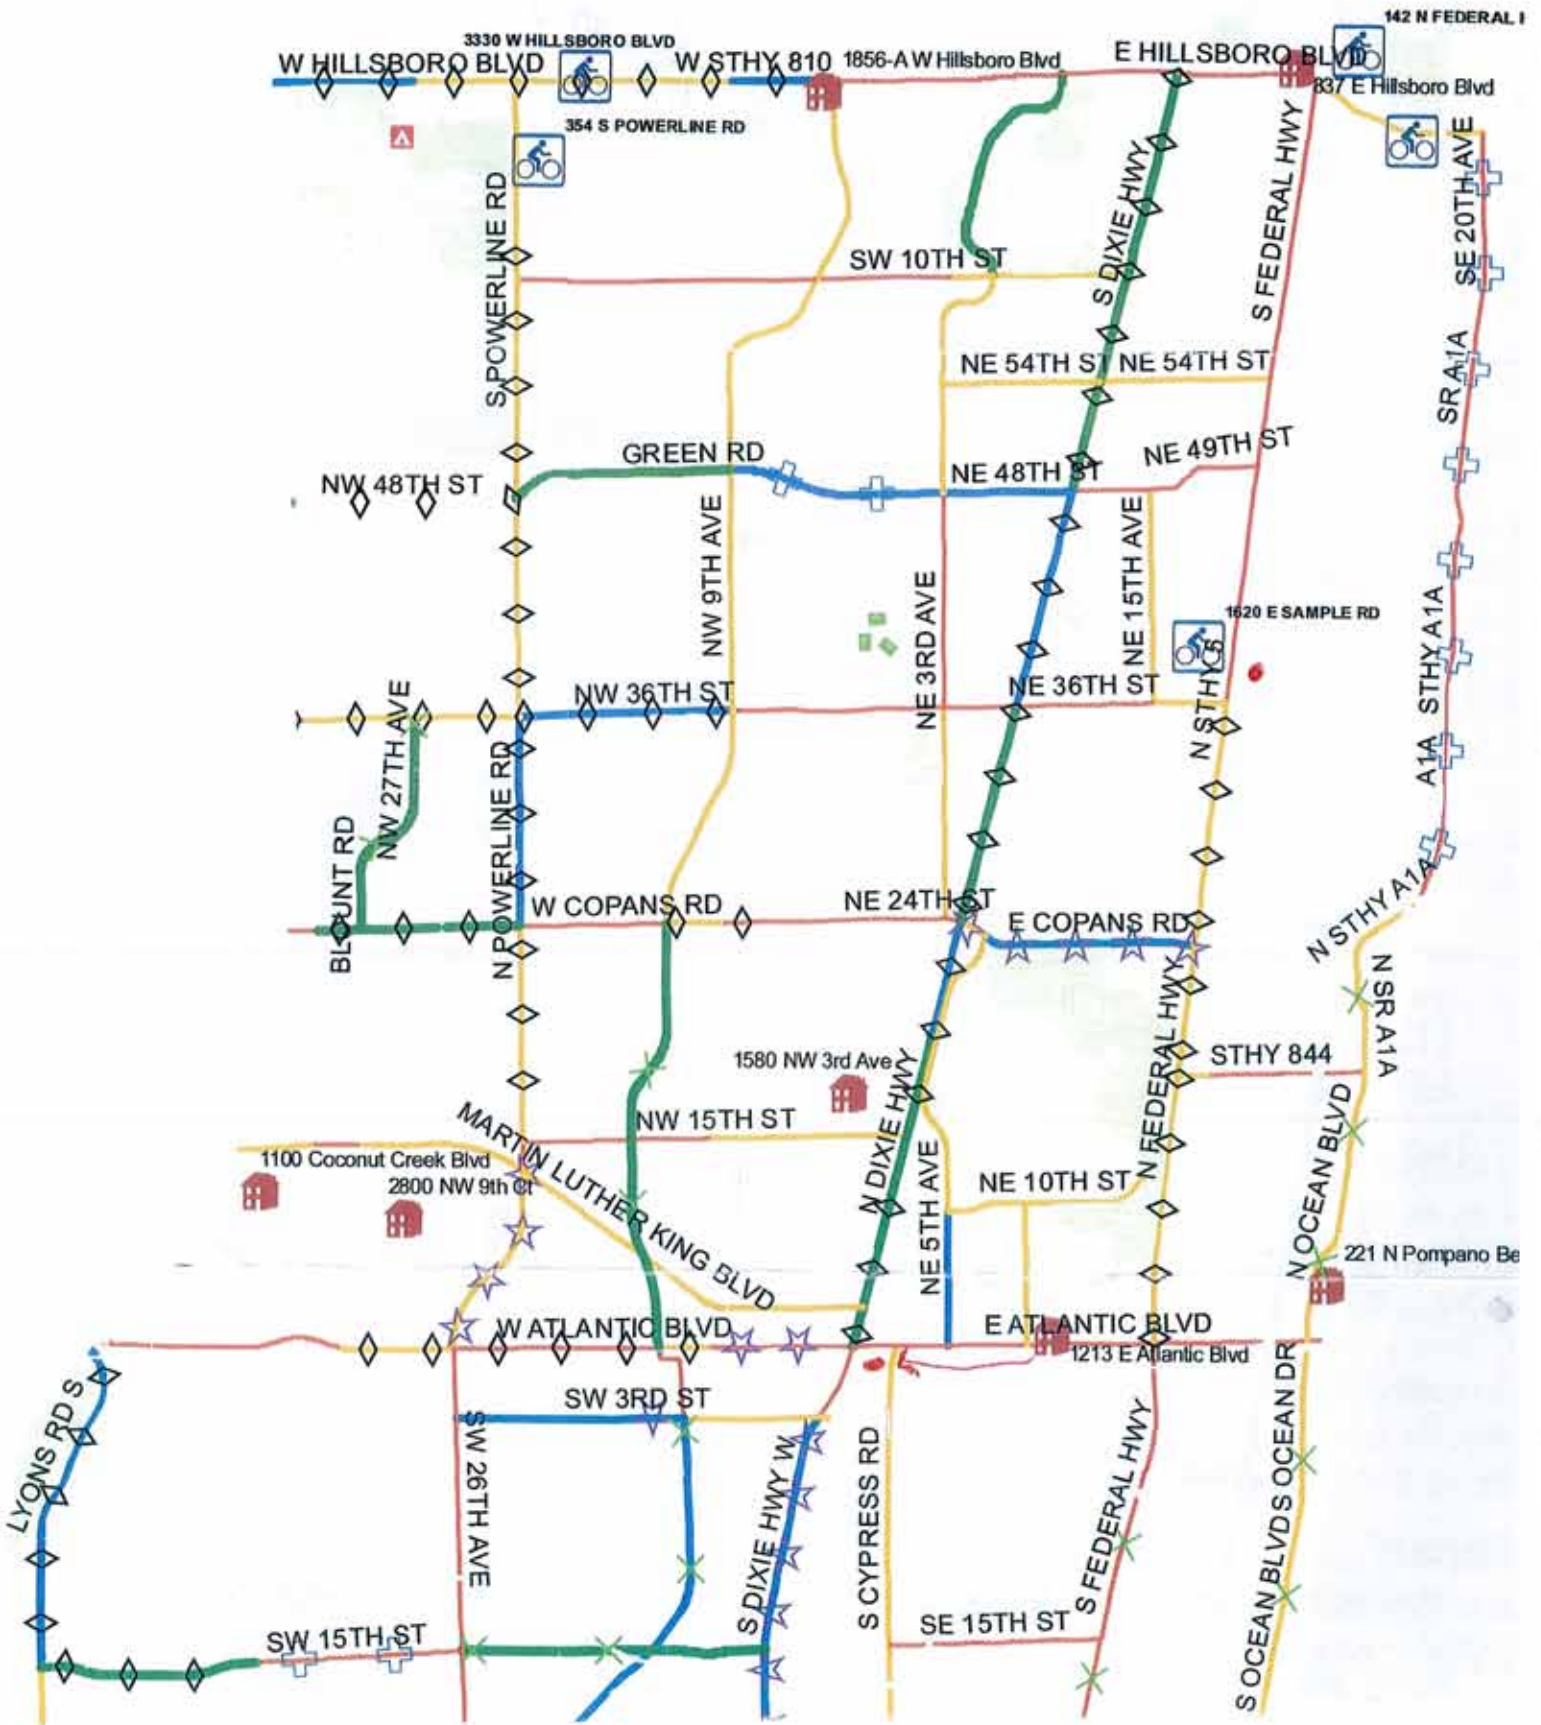 142 N FEDERAL
3330 W HILLSBORO BLVD
W HILLSBORO BLVD
W STHY 810
1856-A W Hillsboro Blvd
E HILLSBORO BLVD
837 E Hillsboro Blvd
354 S POWERLINE RD
S POWERLINE RD
S DIXIE HWY
S FEDERAL HWY
SE 20TH AVE
SW 10TH ST
NE 54TH ST
NE 54TH ST
SR A1A
GREEN RD
NE 49TH ST
NW 48TH ST
NE 48TH ST
NW 9TH AVE
NE 3RD AVE
NE 15TH AVE
1620 E SAMPLE RD
A1A STHY A1A
NW 36TH ST
NE 36TH ST
N STHY 5
NW 27TH AVE
N POWERLINE RD
BLOUNT RD
W COPANS RD
NE 24TH ST
E COPANS RD
N STHY A1A
N SR A1A
N FEDERAL HWY
STHY 844
1580 NW 3rd Ave
N DIXIE HWY
NW 15TH ST
MARTIN LUTHER KING BLVD
1100 Coconut Creek Blvd
2800 NW 9th Ct
NE 5TH AVE
NE 10TH ST
N OCEAN BLVD
221 N Pompano Be
W ATLANTIC BLVD
E ATLANTIC BLVD
1213 E Atlantic Blvd
LYONS RD S
SW 3RD ST
SW 26TH AVE
S DIXIE HWY W
S CYPRESS RD
S FEDERAL HWY
S OCEAN BLVDS OCEAN DR
SW 15TH ST
SE 15TH ST